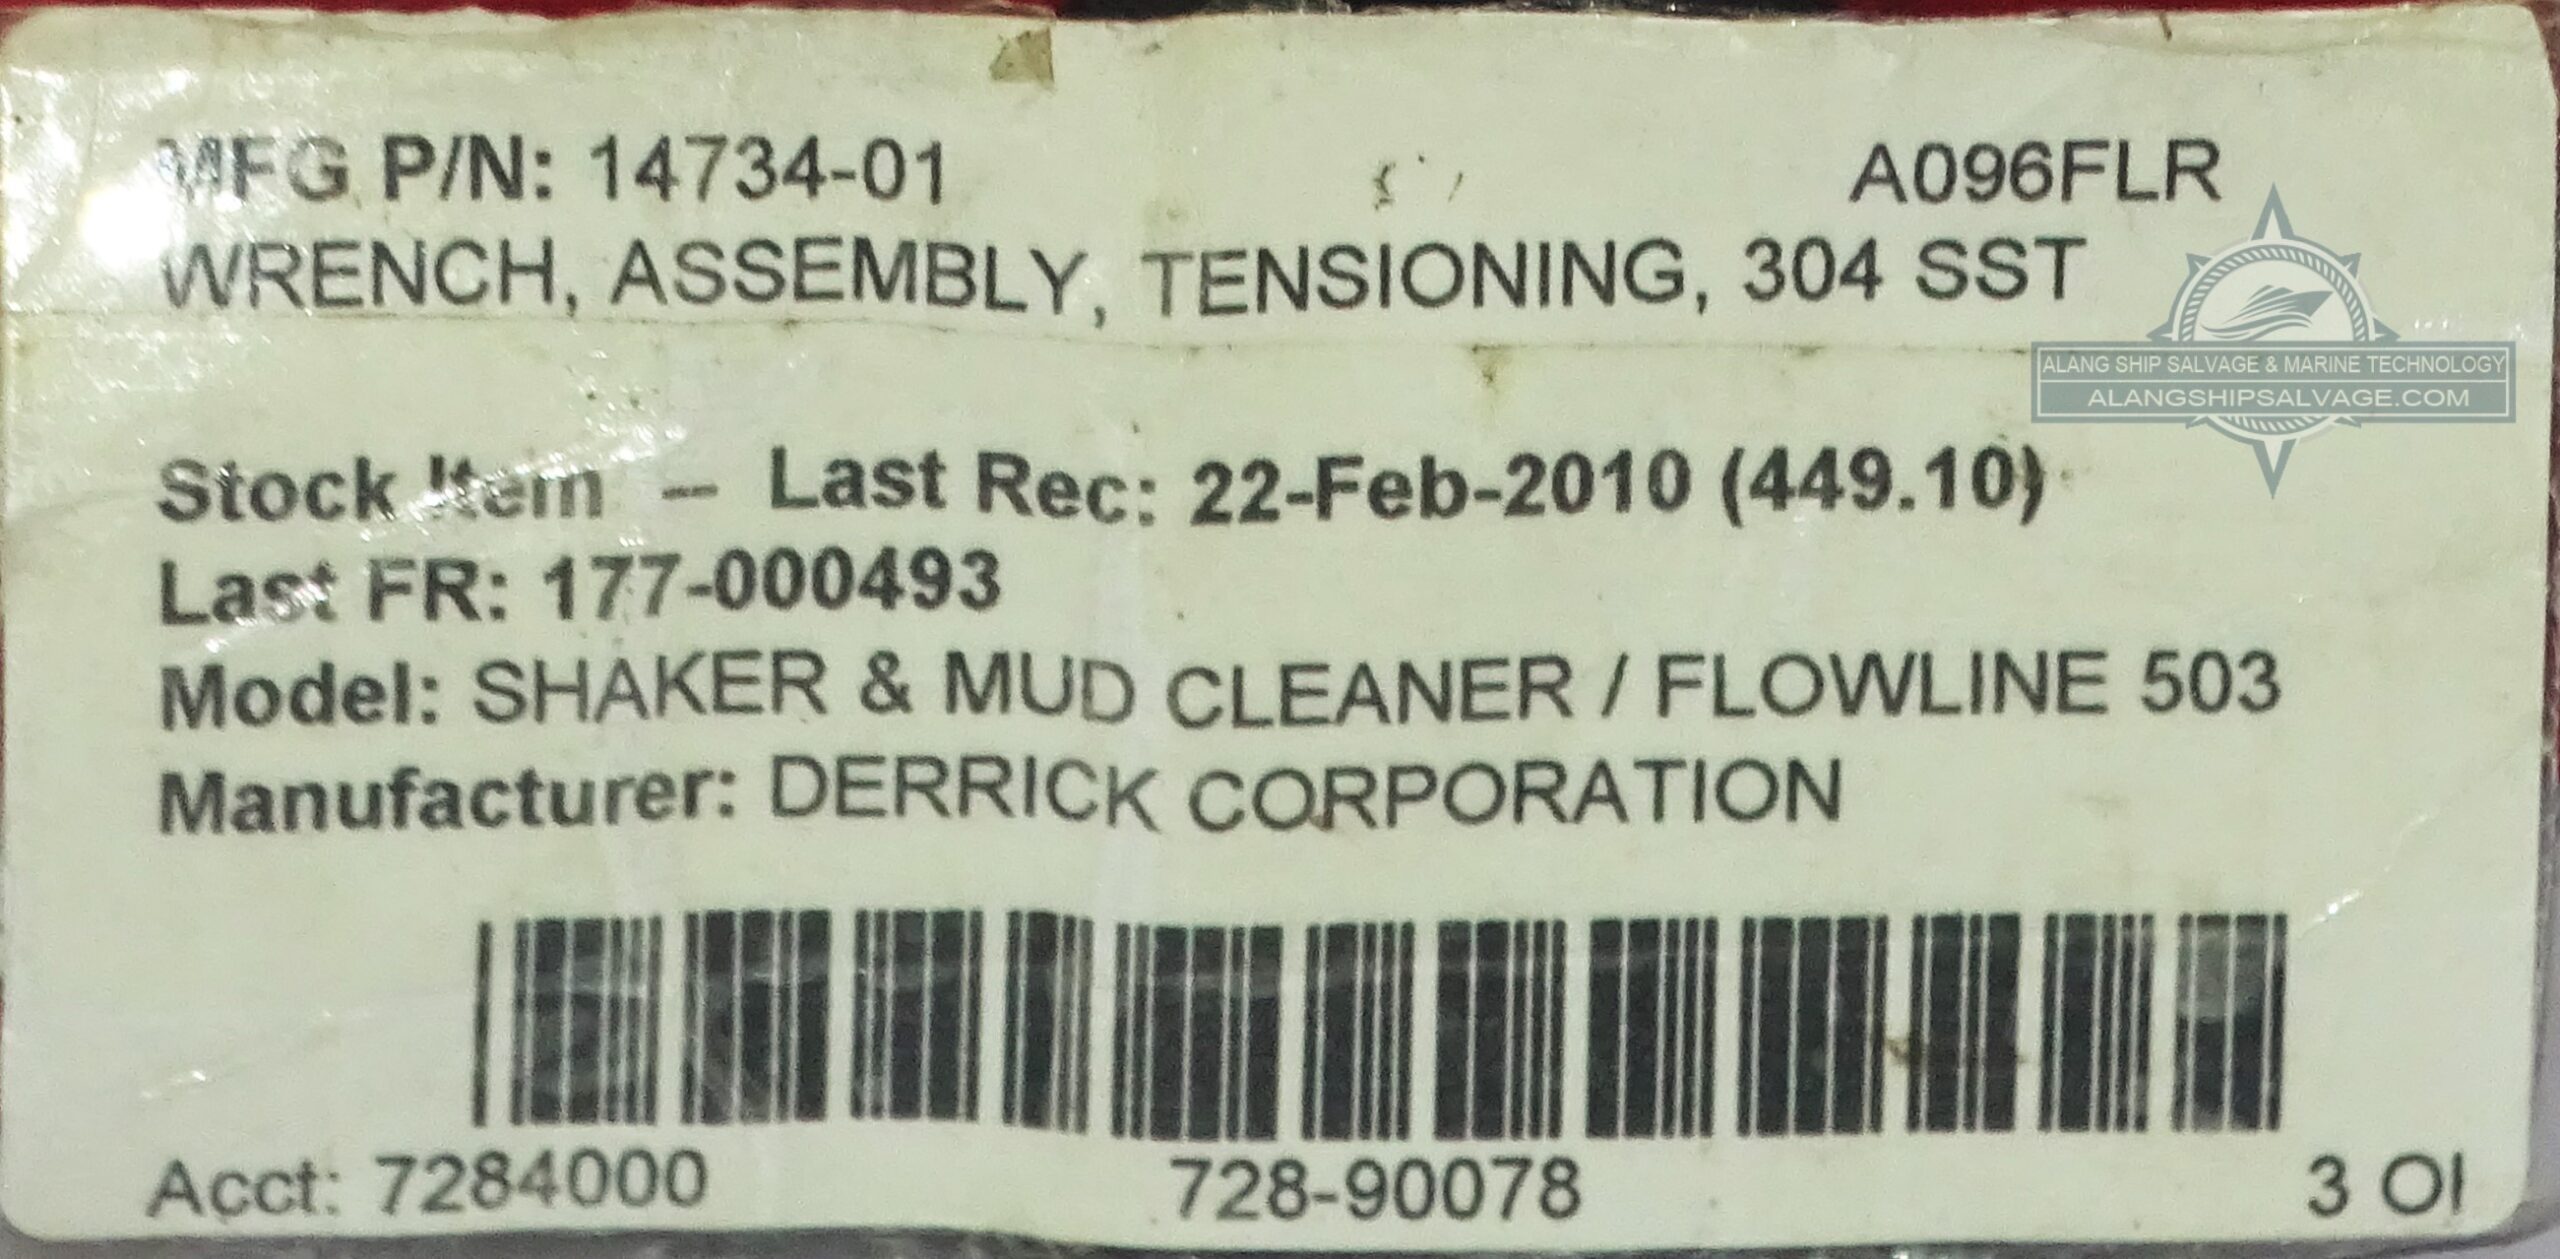 MFG P/N: 14734-01 A096FLR
WRENCH, ASSEMBLY, TENSIONING, 304 SST
ALANG SHIP SALVAGE & MARINE TECHNOLOGY
ALANGSHIPSALVAGE.COM
Stock Item -- Last Rec: 22-Feb-2010 (449.10)
Last FR: 177-000493
Model: SHAKER & MUD CLEANER / FLOWLINE 503
Manufacturer: DERRICK CORPORATION
Acct: 7284000 728-90078 3 OI